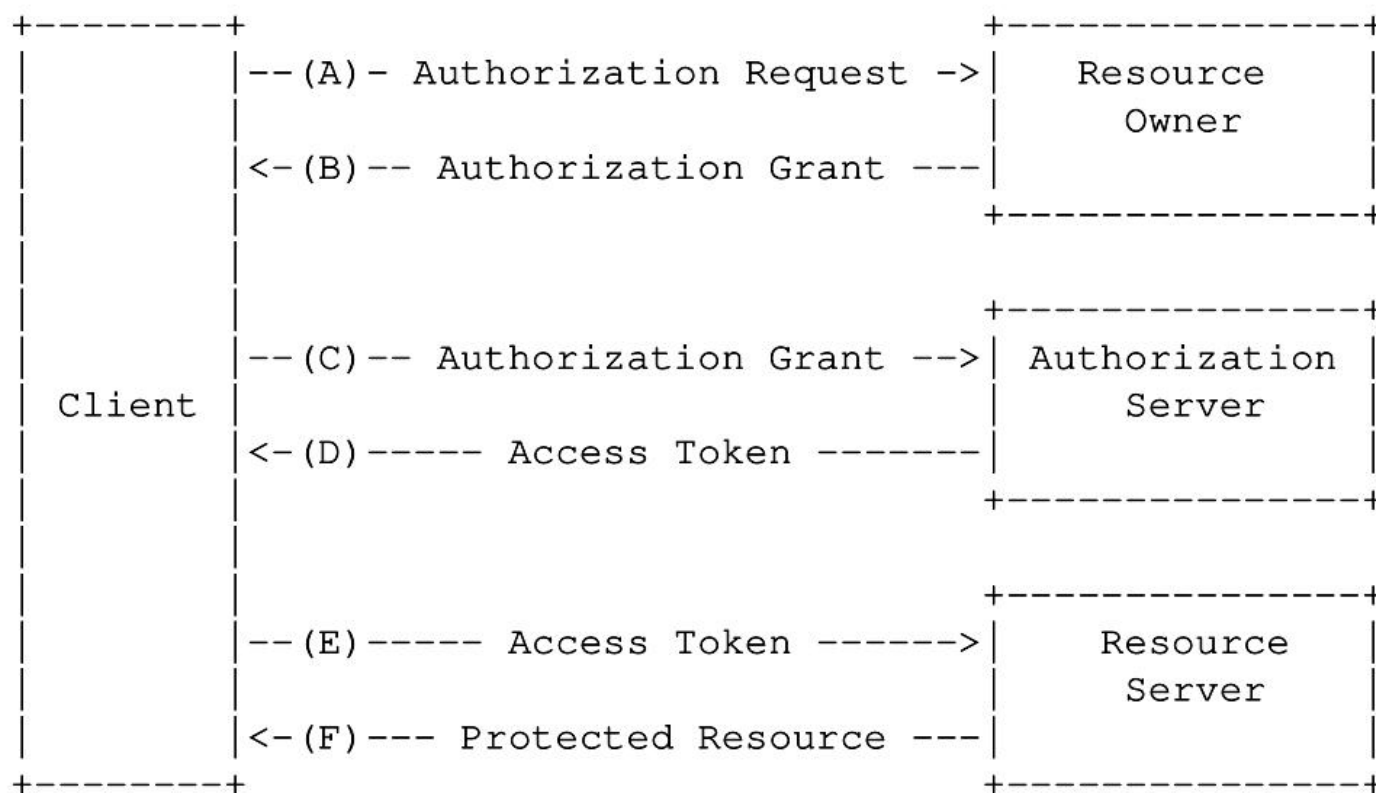 +--------+                               +---------------+
|        |--(A)- Authorization Request ->|   Resource    |
|        |                               |     Owner     |
|        |<-(B)-- Authorization Grant ---|               |
|        |                               +---------------+
|        |
|        |                               +---------------+
|        |--(C)-- Authorization Grant -->| Authorization |
| Client |                               |     Server    |
|        |<-(D)----- Access Token -------|               |
|        |                               +---------------+
|        |
|        |                               +---------------+
|        |--(E)----- Access Token ------>|    Resource   |
|        |                               |     Server    |
|        |<-(F)--- Protected Resource ---|               |
+--------+                               +---------------+